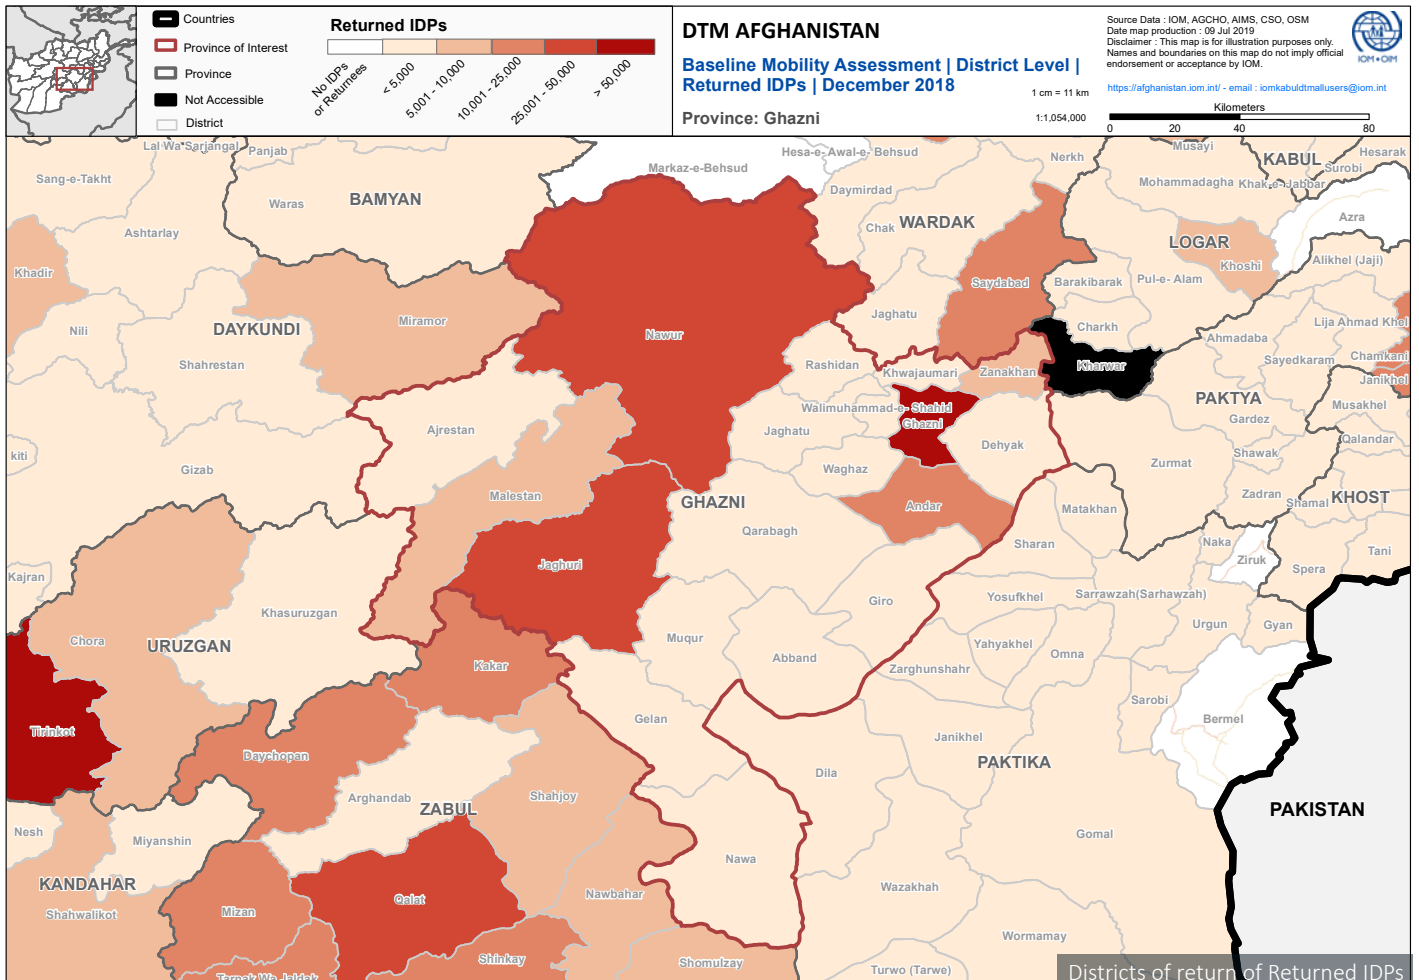 Countries
Province of Interest
Province
Not Accessible
District
Returned IDPs
No IDPs
or Returnees
< 5,000
5,001 - 10,000
10,001 - 25,000
25,001 - 50,000
> 50,000
DTM AFGHANISTAN
Baseline Mobility Assessment | District Level |
Returned IDPs | December 2018
Province: Ghazni
1 cm = 11 km
1:1,054,000
Source Data : IOM, AGCHO, AIMS, CSO, OSM
Date map production : 09 Jul 2019
Disclaimer : This map is for illustration purposes only.
Names and boundaries on this map do not imply official
endorsement or acceptance by IOM.
https://afghanistan.iom.int/ - email : iomkabuldtmallusers@iom.int
IOM•OIM
Kilometers
0 20 40 80
Lal Wa Sarjangal
Panjab
Sang-e-Takht
Waras
BAMYAN
Markaz-e-Behsud
Hesa-e- Awal-e- Behsud
Daymirdad
Nerkh
Musayi
KABUL
Surobi
Hesarak
Mohammadagha
Khak-e-Jabbar
Azra
Ashtarlay
Chak
WARDAK
LOGAR
Khoshi
Alikhel (Jaji)
Khadir
Saydabad
Barakibarak
Pul-e- Alam
Miramor
Jaghatu
Nili
DAYKUNDI
Nawur
Charkh
Lija Ahmad Khel
Ahmadaba
Shahrestan
Rashidan
Khwajaumari
Zanakhan
Kharwar
Sayedkaram
Chamkani
Janikhel
Walimuhammad-e- Shahid
Ghazni
PAKTYA
Musakhel
Ajrestan
Jaghatu
Dehyak
Gardez
Qalandar
kiti
Gizab
Waghaz
Zurmat
Shawak
Malestan
GHAZNI
Andar
Matakhan
Zadran
Shamal
KHOST
Qarabagh
Sharan
Naka
Ziruk
Tani
Jaghuri
Spera
Kajran
Khasuruzgan
Giro
Yosufkhel
Sarrawzah(Sarhawzah)
Chora
URUZGAN
Muqur
Urgun
Gyan
Kakar
Abband
Yahyakhel
Omna
Zarghunshahr
Sarobi
Tirinkot
Gelan
Bermel
Daychopan
Janikhel
PAKTIKA
Dila
Arghandab
ZABUL
Shahjoy
PAKISTAN
Nesh
Miyanshin
Gomal
Nawa
KANDAHAR
Wazakhah
Shahwalikot
Mizan
Qalat
Nawbahar
Wormamay
Shinkay
Shomulzay
Turwo (Tarwe)
Tarnak Wa Jaldak
Districts of return of Returned IDPs